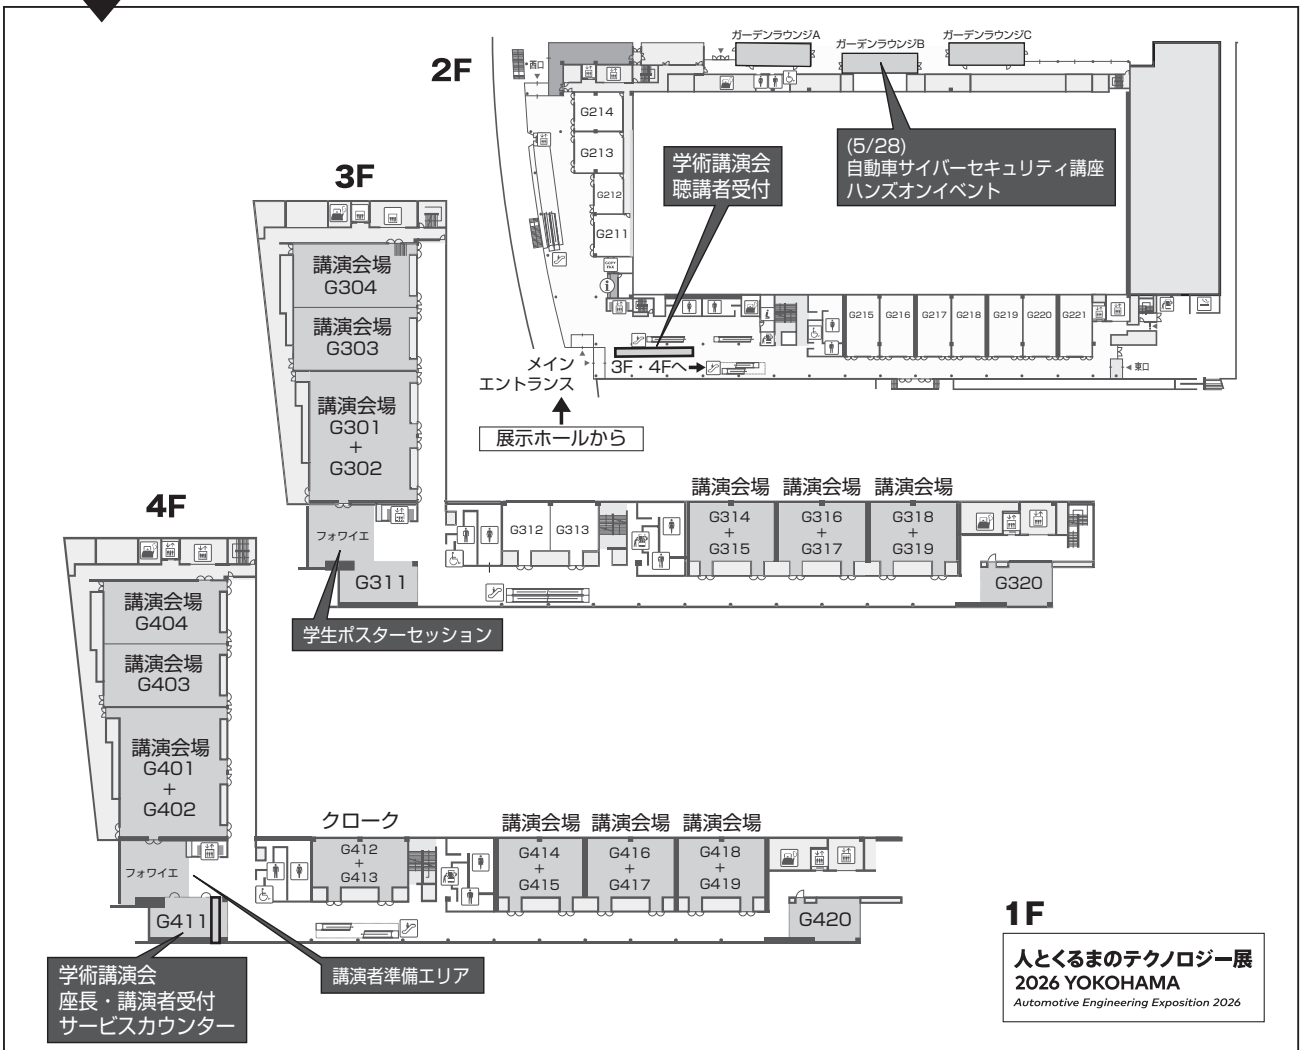 2F
ガーデンラウンジA
ガーデンラウンジB
ガーデンラウンジC
西口
G214
G213
G212
G211
COPY
FAX
i
学術講演会
聴講者受付
(5/28)
自動車サイバーセキュリティ講座
ハンズオンイベント
G215
G216
G217
G218
G219
G220
G221
メイン
エントランス
3F・4Fへ
東口
展示ホールから
3F
講演会場
G304
講演会場
G303
講演会場
G301
+
G302
フォワイエ
G311
学生ポスターセッション
G312
G313
講演会場
G314
+
G315
講演会場
G316
+
G317
講演会場
G318
+
G319
G320
4F
講演会場
G404
講演会場
G403
講演会場
G401
+
G402
フォワイエ
G411
学術講演会
座長・講演者受付
サービスカウンター
講演者準備エリア
クローク
G412
+
G413
講演会場
G414
+
G415
講演会場
G416
+
G417
講演会場
G418
+
G419
G420
1F
人とくるまのテクノロジー展
2026 YOKOHAMA
Automotive Engineering Exposition 2026